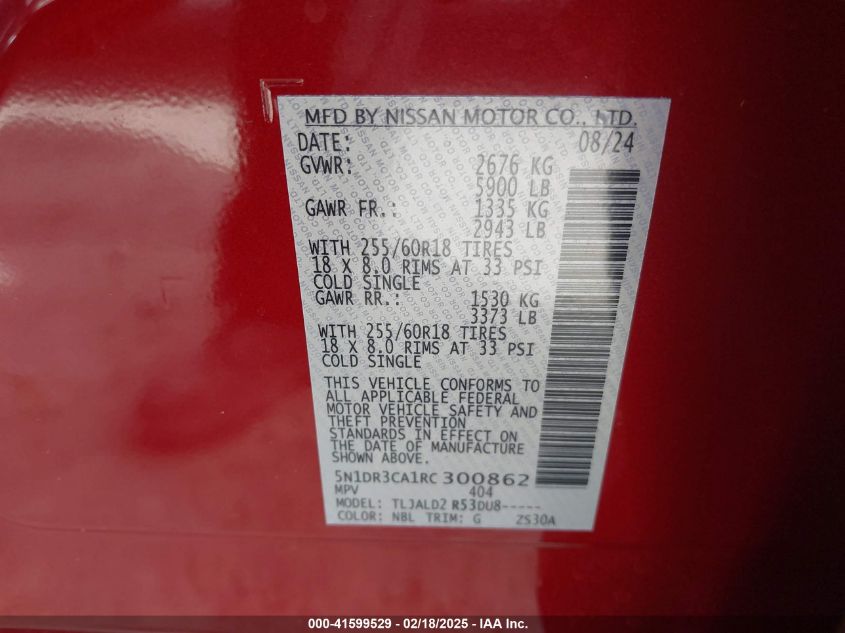 MFD BY NISSAN MOTOR CO., LTD.
DATE: 08/24
GVWR: 2676 KG
5900 LB
GAWR FR.: 1335 KG
2943 LB
WITH 255/60R18 TIRES
18 X 8.0 RIMS AT 33 PSI
COLD SINGLE
GAWR RR.: 1530 KG
3373 LB
WITH 255/60R18 TIRES
18 X 8.0 RIMS AT 33 PSI
COLD SINGLE
THIS VEHICLE CONFORMS TO
ALL APPLICABLE FEDERAL
MOTOR VEHICLE SAFETY AND
THEFT PREVENTION
STANDARDS IN EFFECT ON
THE DATE OF MANUFACTURE
SHOWN ABOVE.
5N1DR3CA1RC300862
MPV 404
MODEL: TLJALD2 R53DU8-----
COLOR: NBL TRIM: G ZS30A
000-41599529 - 02/18/2025 - IAA Inc.